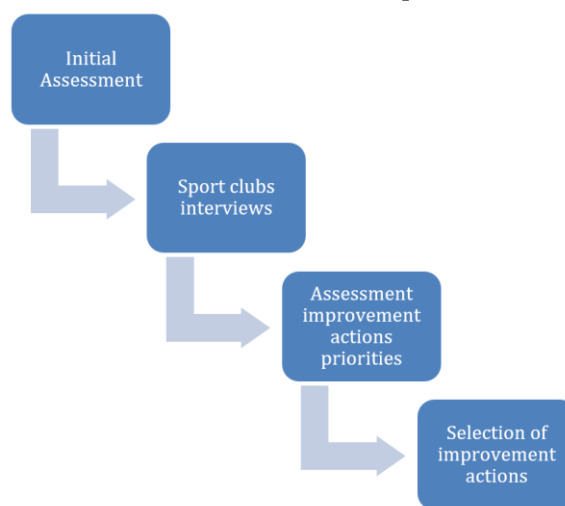 Initial
Assessment
Sport clubs
interviews
Assessment
improvement
actions
priorities
Selection of
improvement
actions